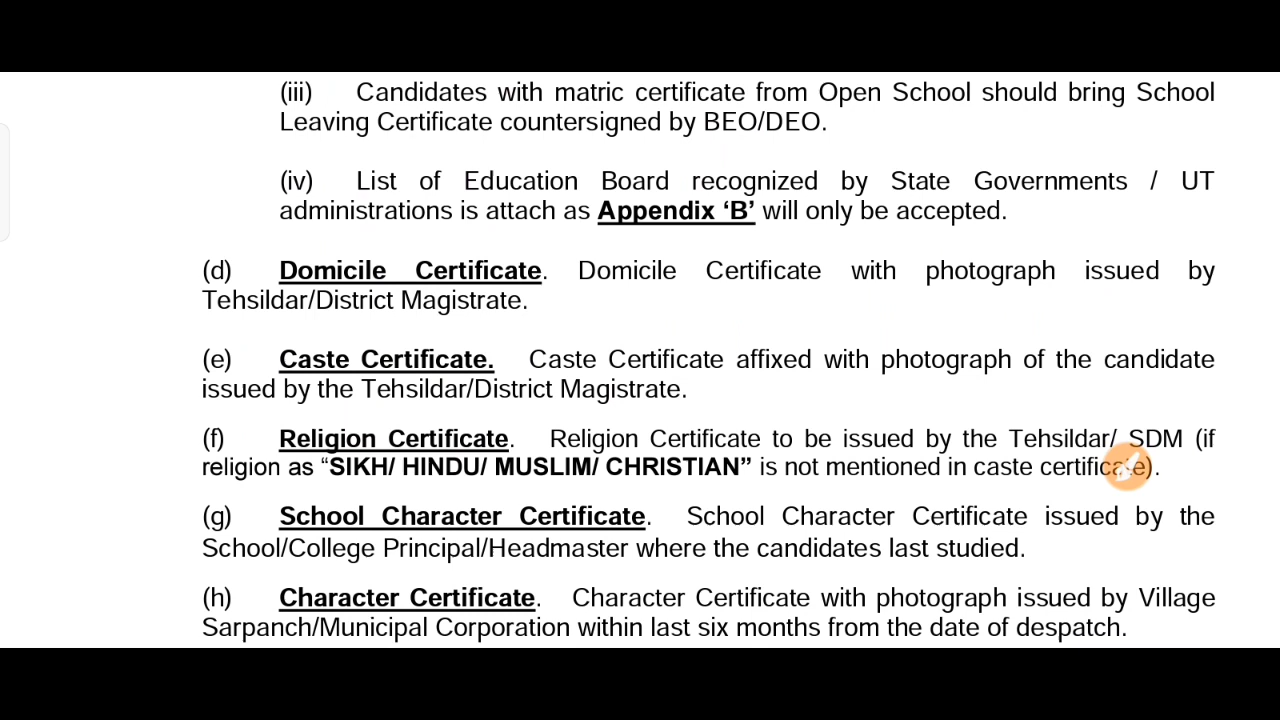 (iii) Candidates with matric certificate from Open School should bring School
Leaving Certificate countersigned by BEO/DEO.
(iv) List of Education Board recognized by State Governments / UT
administrations is attach as Appendix ‘B’ will only be accepted.
(d) Domicile Certificate. Domicile Certificate with photograph issued by
Tehsildar/District Magistrate.
(e) Caste Certificate. Caste Certificate affixed with photograph of the candidate
issued by the Tehsildar/District Magistrate.
(f) Religion Certificate. Religion Certificate to be issued by the Tehsildar/ SDM (if
religion as “SIKH/ HINDU/ MUSLIM/ CHRISTIAN” is not mentioned in caste certificate).
(g) School Character Certificate. School Character Certificate issued by the
School/College Principal/Headmaster where the candidates last studied.
(h) Character Certificate. Character Certificate with photograph issued by Village
Sarpanch/Municipal Corporation within last six months from the date of despatch.